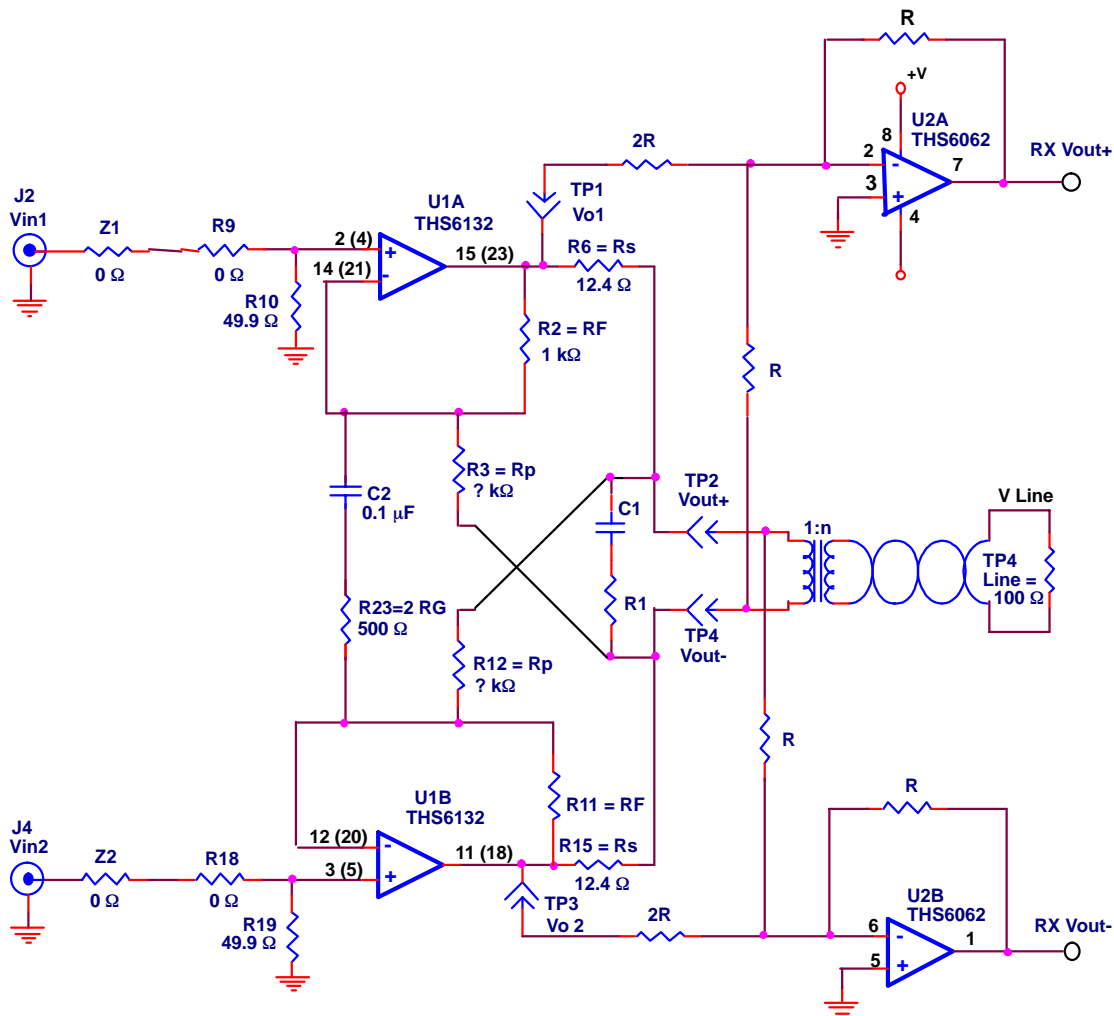 R
+V
U2A
THS6062
8
2
-
7
3
+
4
RX Vout+
2R
TP1
Vo1
J2
Vin1
Z1
0 Ω
R9
0 Ω
R10
49.9 Ω
U1A
THS6132
2 (4)
+
14 (21)
-
15 (23)
R6 = Rs
12.4 Ω
R2 = RF
1 kΩ
R
R3 = Rp
? kΩ
C2
0.1 μF
C1
TP2
Vout+
1:n
V Line
TP4
Line =
100 Ω
R1
R23=2 RG
500 Ω
R12 = Rp
? kΩ
TP4
Vout-
R
U1B
THS6132
R11 = RF
R
J4
Vin2
Z2
0 Ω
R18
0 Ω
12 (20)
-
3 (5)
+
11 (18)
R15 = Rs
12.4 Ω
R19
49.9 Ω
TP3
Vo 2
2R
U2B
THS6062
6
-
1
5
+
RX Vout-